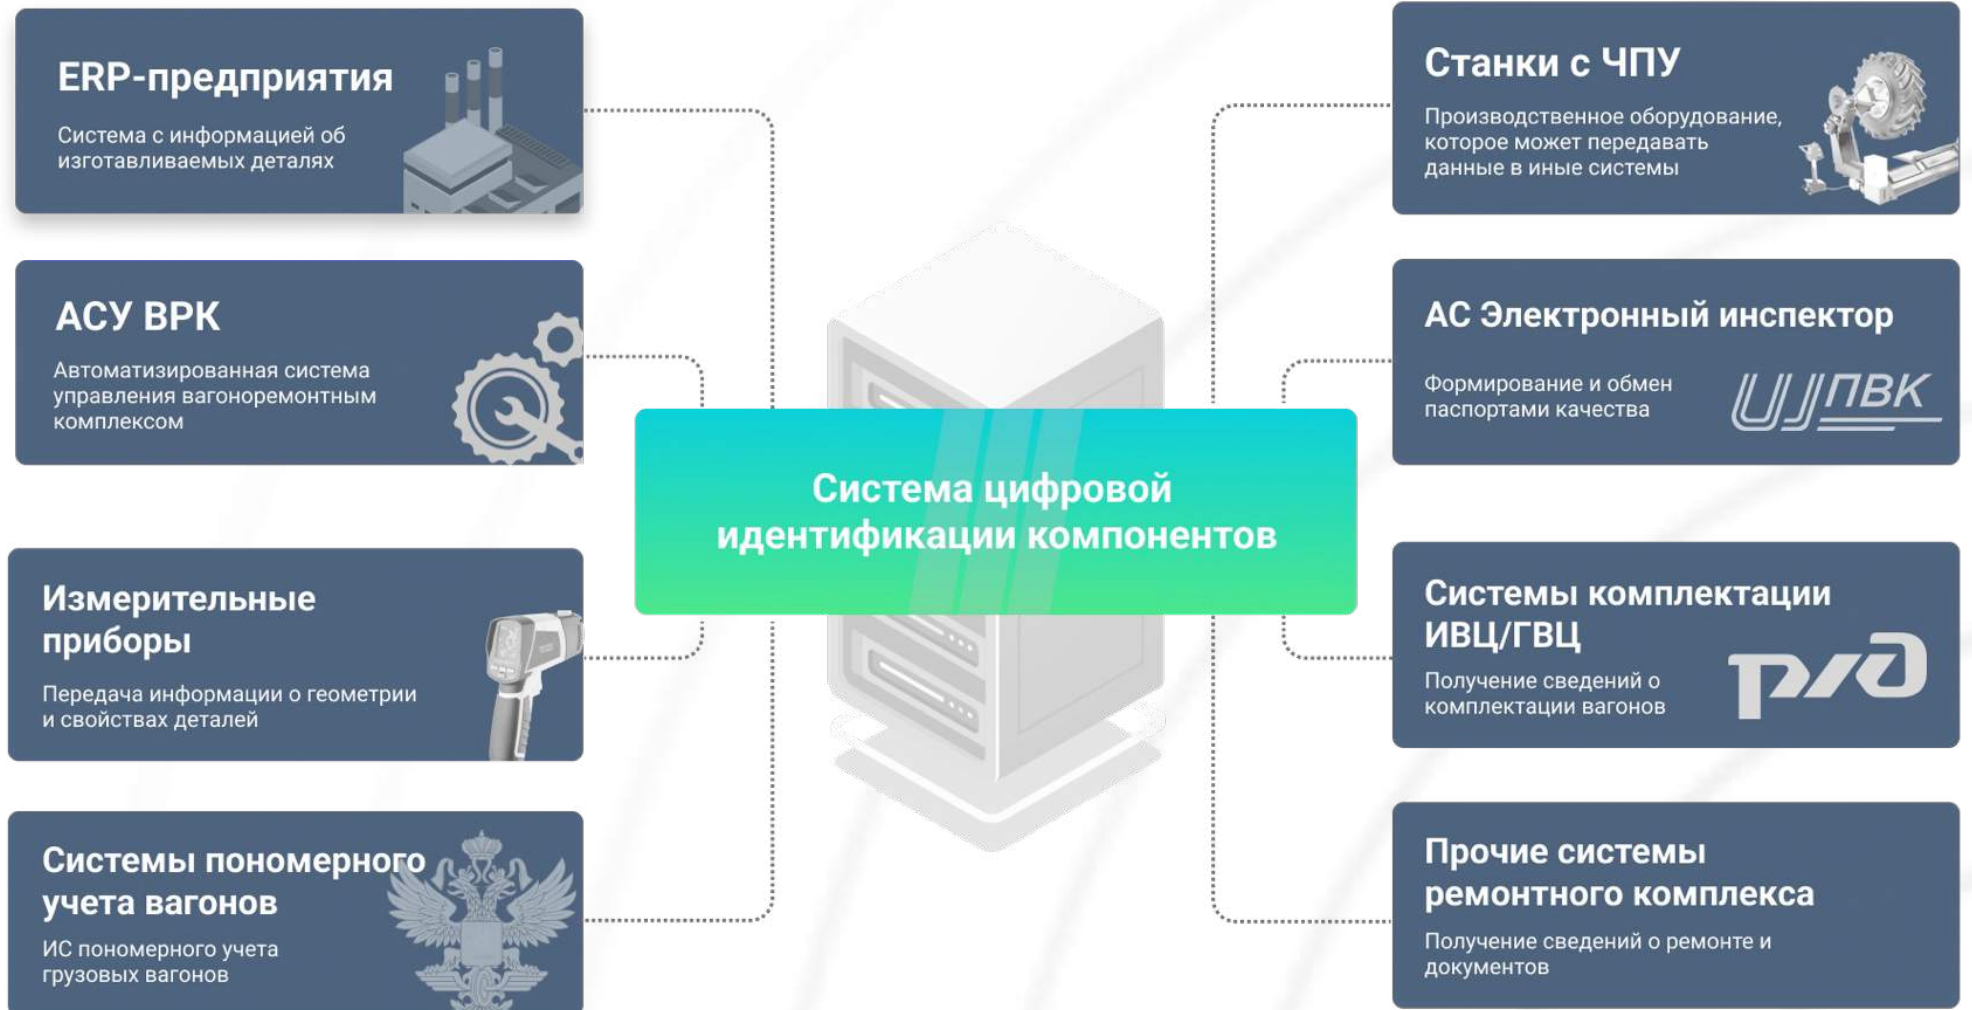 ERP-предприятия
Система с информацией об
изготавливаемых деталях
АСУ ВРК
Автоматизированная система
управления вагоноремонтным
комплексом
Измерительные
приборы
Передача информации о геометрии
и свойствах деталей
Системы пономерного
учета вагонов
ИС пономерного учета
грузовых вагонов
Система цифровой
идентификации компонентов
Станки с ЧПУ
Производственное оборудование,
которое может передавать
данные в иные системы
АС Электронный инспектор
Формирование и обмен
паспортами качества
ПВК
Системы комплектации
ИВЦ/ГВЦ
Получение сведений о
комплектации вагонов
ржд
Прочие системы
ремонтного комплекса
Получение сведений о ремонте и
документов